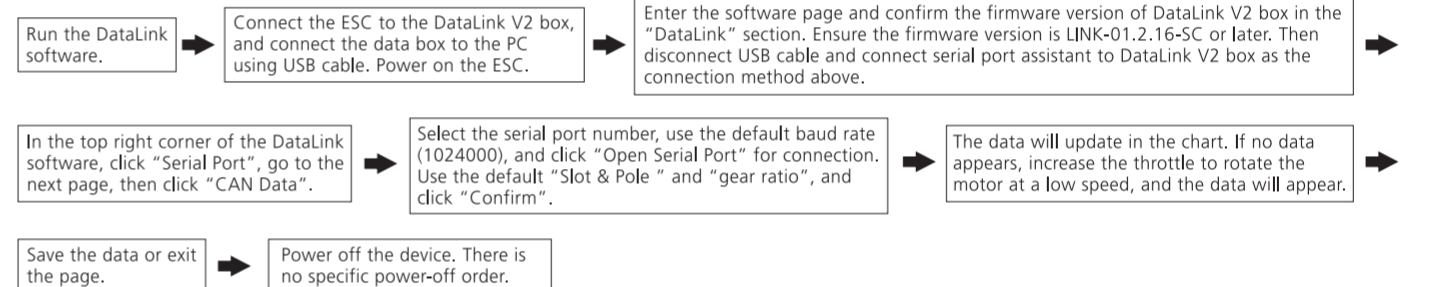 Run the DataLink
software.
Connect the ESC to the DataLink V2 box,
and connect the data box to the PC
using USB cable. Power on the ESC.
Enter the software page and confirm the firmware version of DataLink V2 box in the
“DataLink” section. Ensure the firmware version is LINK-01.2.16-SC or later. Then
disconnect USB cable and connect serial port assistant to DataLink V2 box as the
connection method above.
In the top right corner of the DataLink
software, click “Serial Port”, go to the
next page, then click “CAN Data”.
Select the serial port number, use the default baud rate
(1024000), and click “Open Serial Port” for connection.
Use the default “Slot & Pole ” and “gear ratio”, and
click “Confirm”.
The data will update in the chart. If no data
appears, increase the throttle to rotate the
motor at a low speed, and the data will appear.
Save the data or exit
the page.
Power off the device. There is
no specific power-off order.